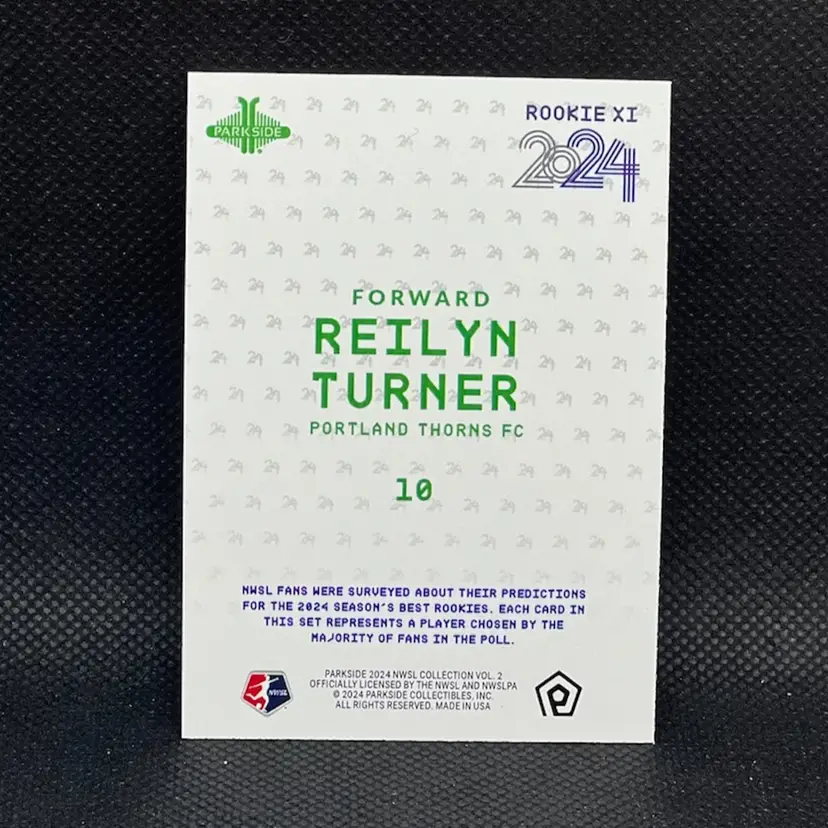 PARKSIDE
ROOKIE XI
2024
FORWARD
REILYN
TURNER
PORTLAND THORNS FC
10
NWSL FANS WERE SURVEYED ABOUT THEIR PREDICTIONS
FOR THE 2024 SEASON'S BEST ROOKIES. EACH CARD IN
THIS SET REPRESENTS A PLAYER CHOSEN BY THE
MAJORITY OF FANS IN THE POLL.
NWSL
PARKSIDE 2024 NWSL COLLECTION VOL. 2
OFFICIALLY LICENSED BY THE NWSL AND NWSLPA
© 2024 PARKSIDE COLLECTIBLES, INC.
ALL RIGHTS RESERVED. MADE IN USA